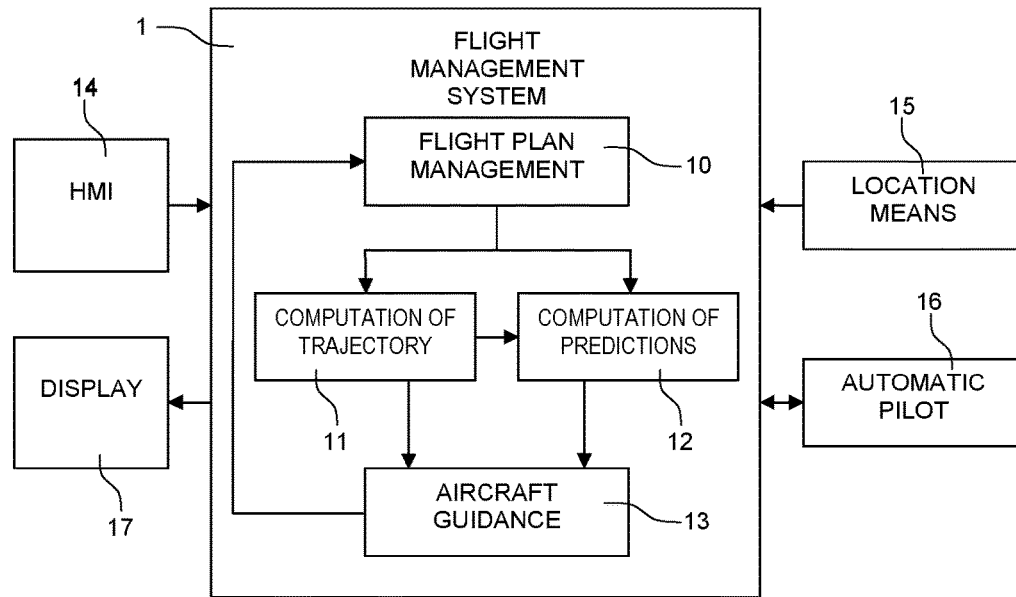 1
FLIGHT
MANAGEMENT
SYSTEM
14
HMI
FLIGHT PLAN
MANAGEMENT
10
15
LOCATION
MEANS
COMPUTATION OF
TRAJECTORY
11
COMPUTATION OF
PREDICTIONS
12
16
AUTOMATIC
PILOT
DISPLAY
17
AIRCRAFT
GUIDANCE
13